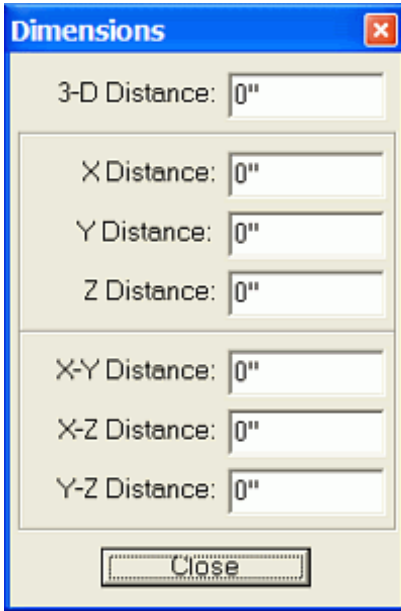 Dimensions
3-D Distance: 0"
X Distance: 0"
Y Distance: 0"
Z Distance: 0"
X-Y Distance: 0"
X-Z Distance: 0"
Y-Z Distance: 0"
Close